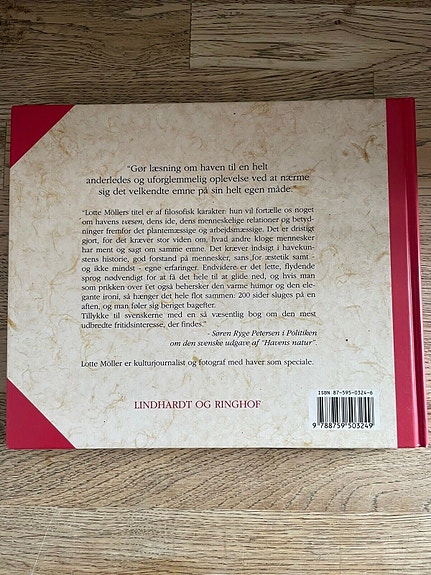 "Gør læsning om haven til en helt
anderledes og uforglemmelig oplevelse ved at nærme
sig det velkendte emne på sin helt egen måde."
"Lotte Möllers titel er af filosofisk karakter: hun vil fortælle os noget
om havens tvæsen, dens ide, dens menneskelige relationer og betyd-
ninger fremfor det plantemæssige og arbejdsmæssige. Det er dristigt
gjort, for det kræver stor viden om, hvad andre kloge mennesker
har ment og sagt om samme emne. Det kræver indsigt i havekun-
stens historie, god forstand på mennesker, sans for æstetik samt -
og ikke mindst - egne erfaringer. Endvidere er det lette, flydende
sprog nødvendigt for at få det hele til at glide ned, og hvis man
som prikken over i'et også behersker den varme humor og den ele-
gante ironi, så hænger det hele flot sammen: 200 sider sluges på en
aften, og man føler sig beriget bagefter.
Tillykke til svenskerne med en så væsentlig bog om den mest
udbredte fritidsinteresse, der findes."
- Søren Ryge Petersen i Politiken
om den svenske udgave af "Havens natur".
Lotte Möller er kulturjournalist og fotograf med haver som speciale.
LINDHARDT OG RINGHOF
ISBN 87-595-0324-6
9 788759 503249